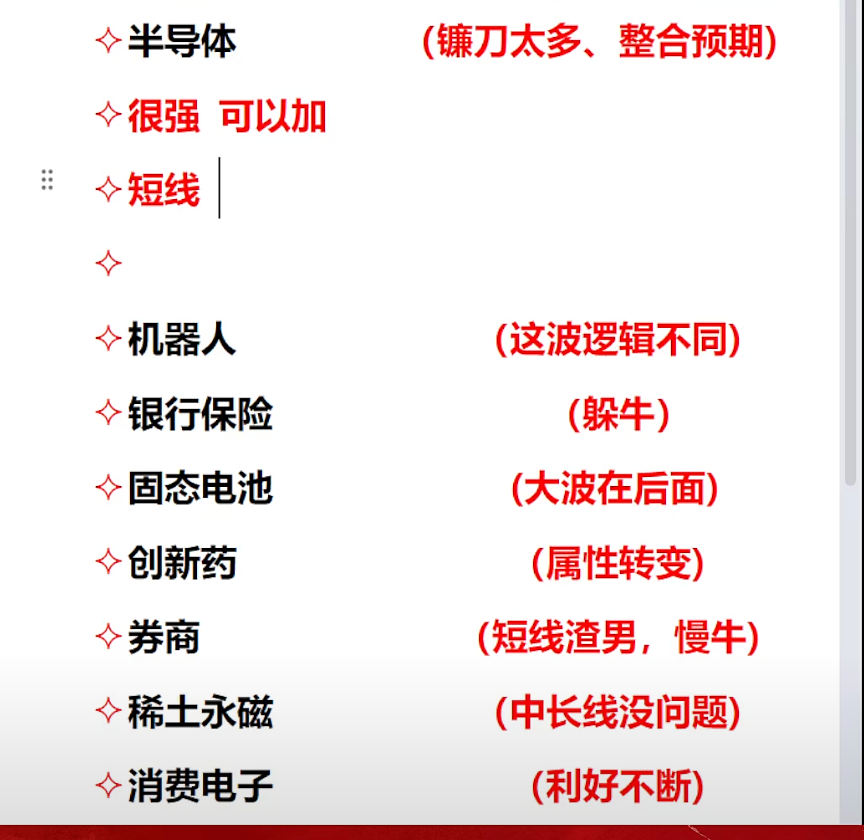 半导体 （镰刀太多、整合预期）
很强 可以加
短线
机器人 （这波逻辑不同）
银行保险 （躲牛）
固态电池 （大波在后面）
创新药 （属性转变）
券商 （短线渣男，慢牛）
稀土永磁 （中长线没问题）
消费电子 （利好不断）